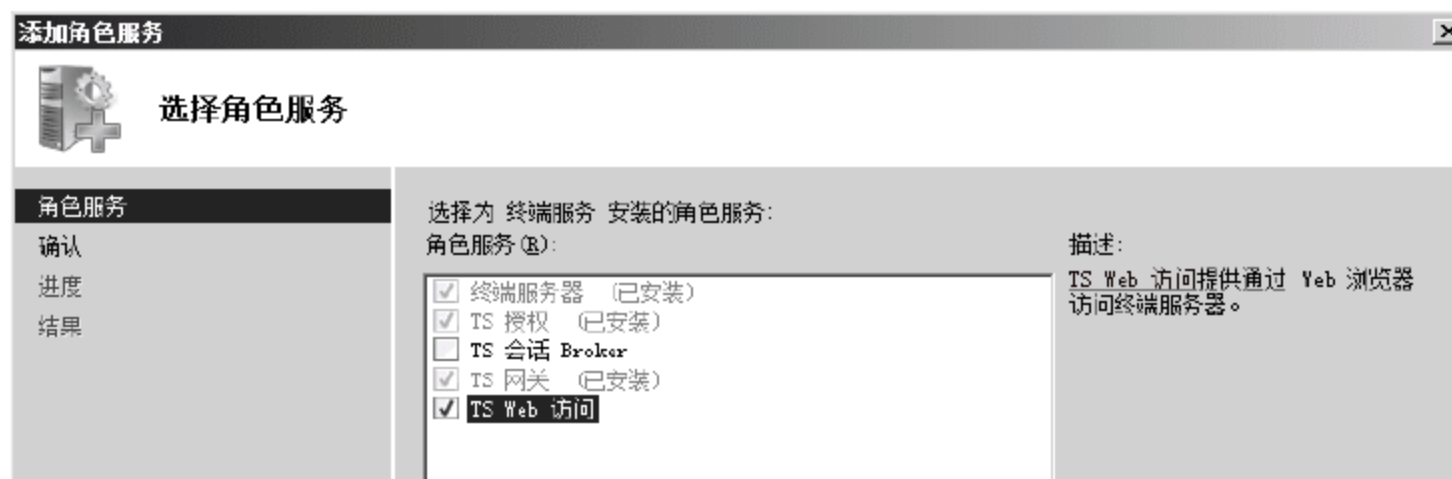 添加角色服务
选择角色服务
角色服务
确认
进度
结果
选择为 终端服务 安装的角色服务:
角色服务(R):
终端服务器 (已安装)
TS 授权 (已安装)
TS 会话 Broker
TS 网关 (已安装)
TS Web 访问
描述:
TS Web 访问提供通过 Web 浏览器
访问终端服务器。